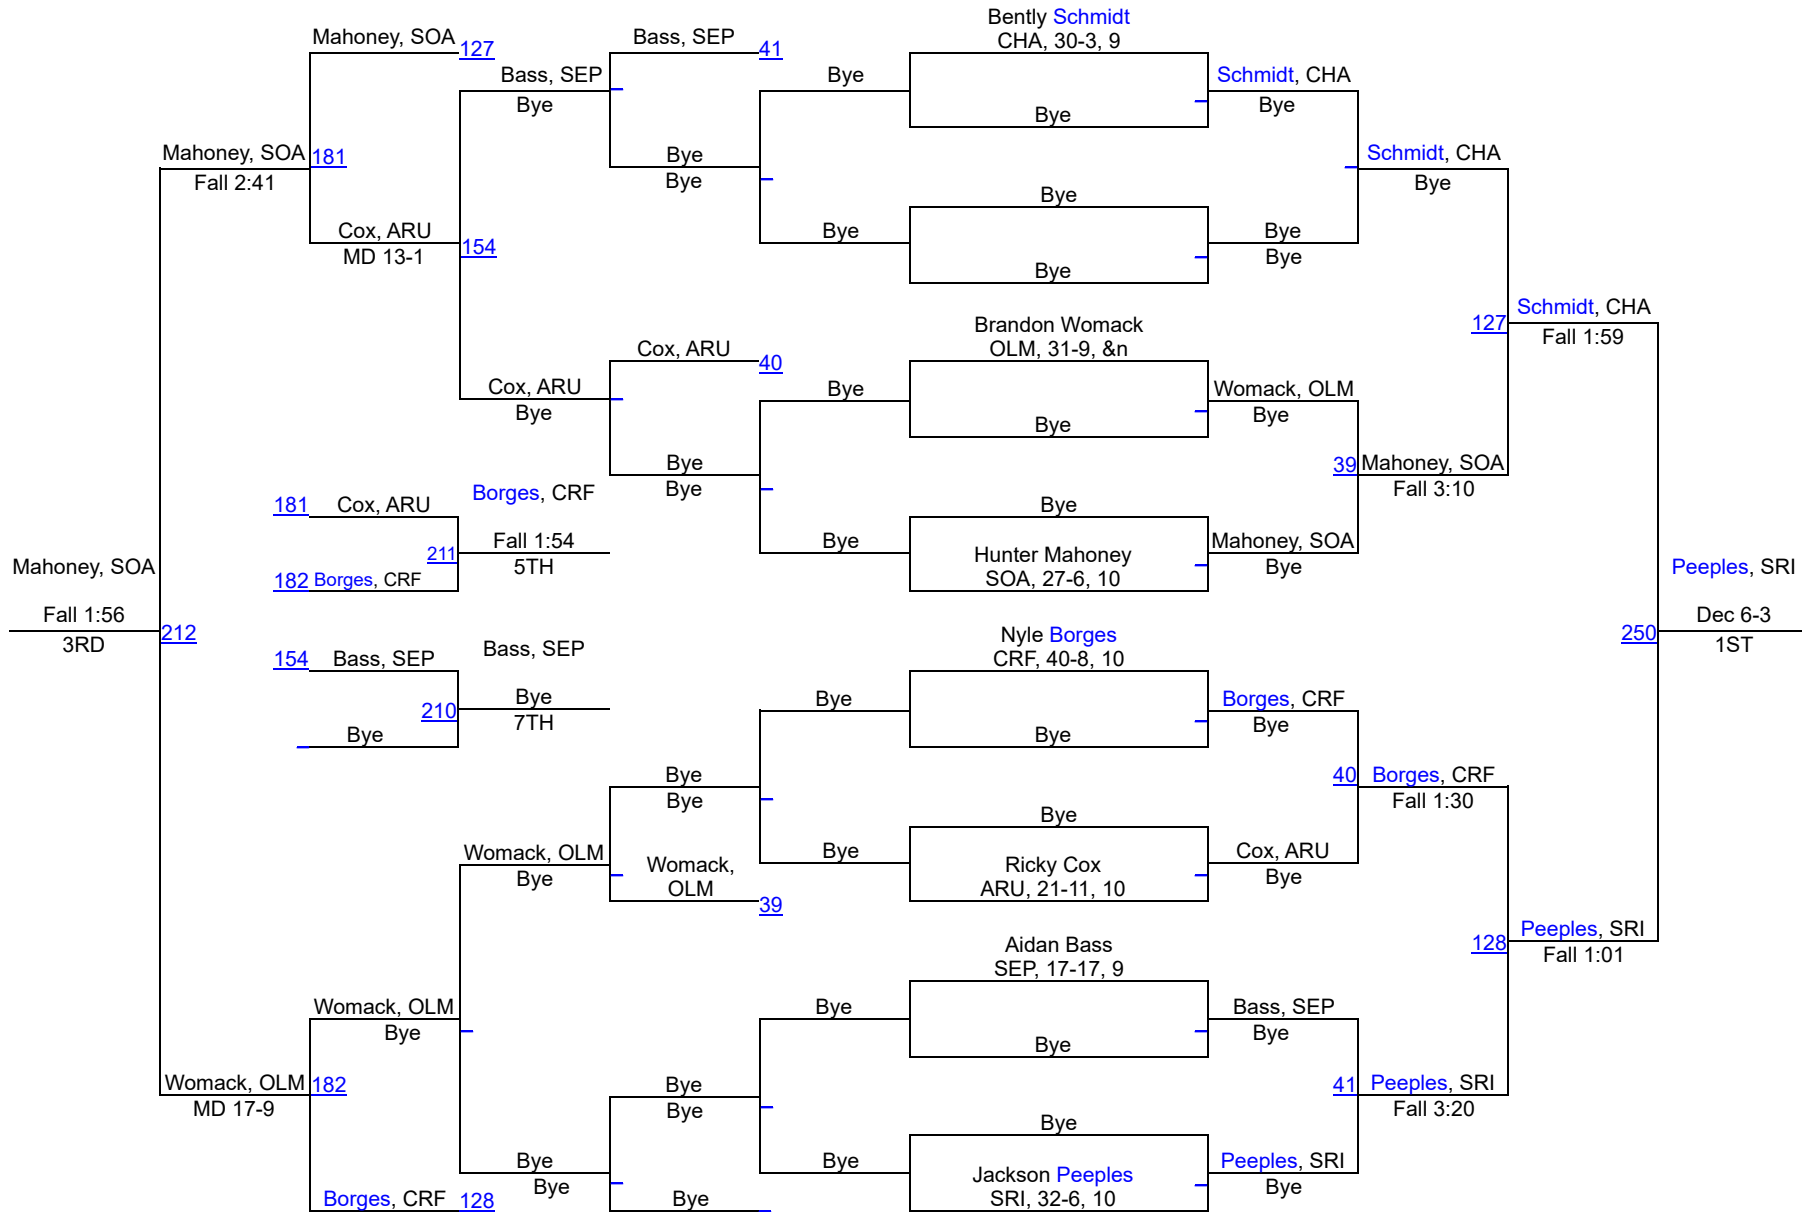 Bently Schmidt
CHA, 30-3, 9
Mahoney, SOA 127
Bass, SEP 41
Bass, SEP
Bye
Bye
Schmidt, CHA
Bye
Bye
Mahoney, SOA 181
Fall 2:41
Bye
Bye
Schmidt, CHA
Bye
Bye
Cox, ARU
MD 13-1
154
Bye
Bye
Bye
Bye
Schmidt, CHA
127
Fall 1:59
Brandon Womack
OLM, 31-9, &n
Cox, ARU 40
Cox, ARU
Bye
Bye
Womack, OLM
Bye
Bye
Bye
Bye
39 Mahoney, SOA
Fall 3:10
181 Cox, ARU
Borges, CRF
Bye
211
Fall 1:54
5TH
Bye
Hunter Mahoney
SOA, 27-6, 10
Mahoney, SOA
Bye
182 Borges, CRF
Mahoney, SOA
Fall 1:56
3RD
212
Peeples, SRI
250
Dec 6-3
1ST
Nyle Borges
CRF, 40-8, 10
154 Bass, SEP
Bass, SEP
210
Bye
7TH
Bye
Bye
Borges, CRF
Bye
Bye
Bye
Bye
40 Borges, CRF
Fall 1:30
Bye
Womack, OLM
Bye
Womack,
OLM
39
Bye
Ricky Cox
ARU, 21-11, 10
Cox, ARU
Bye
Peeples, SRI
128
Fall 1:01
Aidan Bass
SEP, 17-17, 9
Womack, OLM
Bye
Bye
Bass, SEP
Bye
Bye
Womack, OLM 182
MD 17-9
Bye
Bye
41 Peeples, SRI
Fall 3:20
Bye
Bye
Bye
Bye
Jackson Peeples
SRI, 32-6, 10
Peeples, SRI
Bye
Borges, CRF 128
Bye